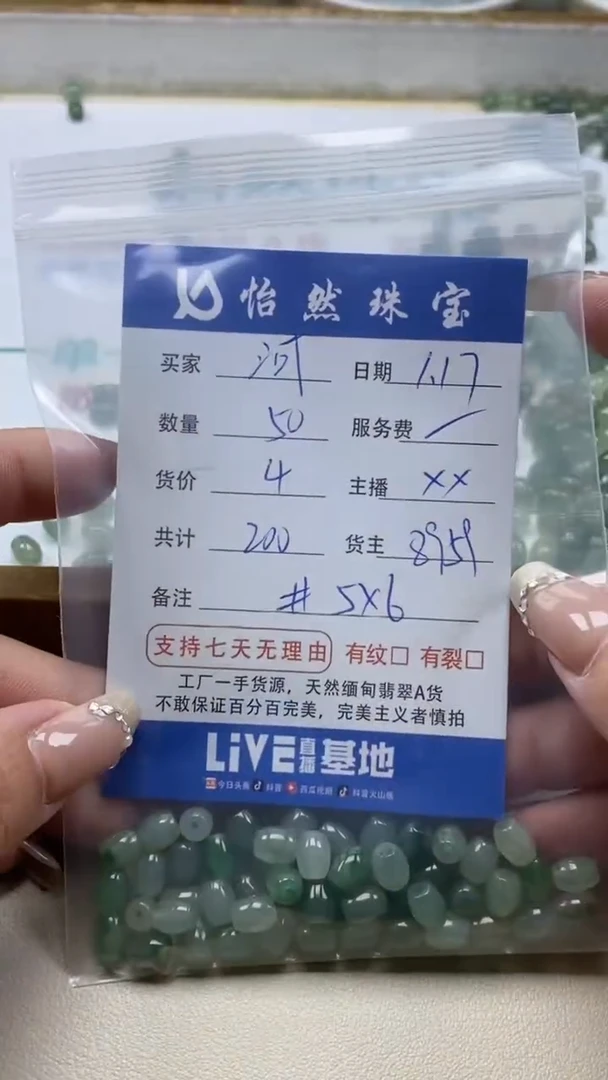 怡然珠宝
买家 河 日期 1.17
数量 50 服务费 /
货价 4 主播 XX
共计 200 货主 8959
备注 # 5X6
支持七天无理由 有纹□ 有裂□
工厂一手货源，天然缅甸翡翠A货
不敢保证百分百完美，完美主义者慎拍
LiVE直播基地
今日头条 抖音 西瓜视频 抖音火山版